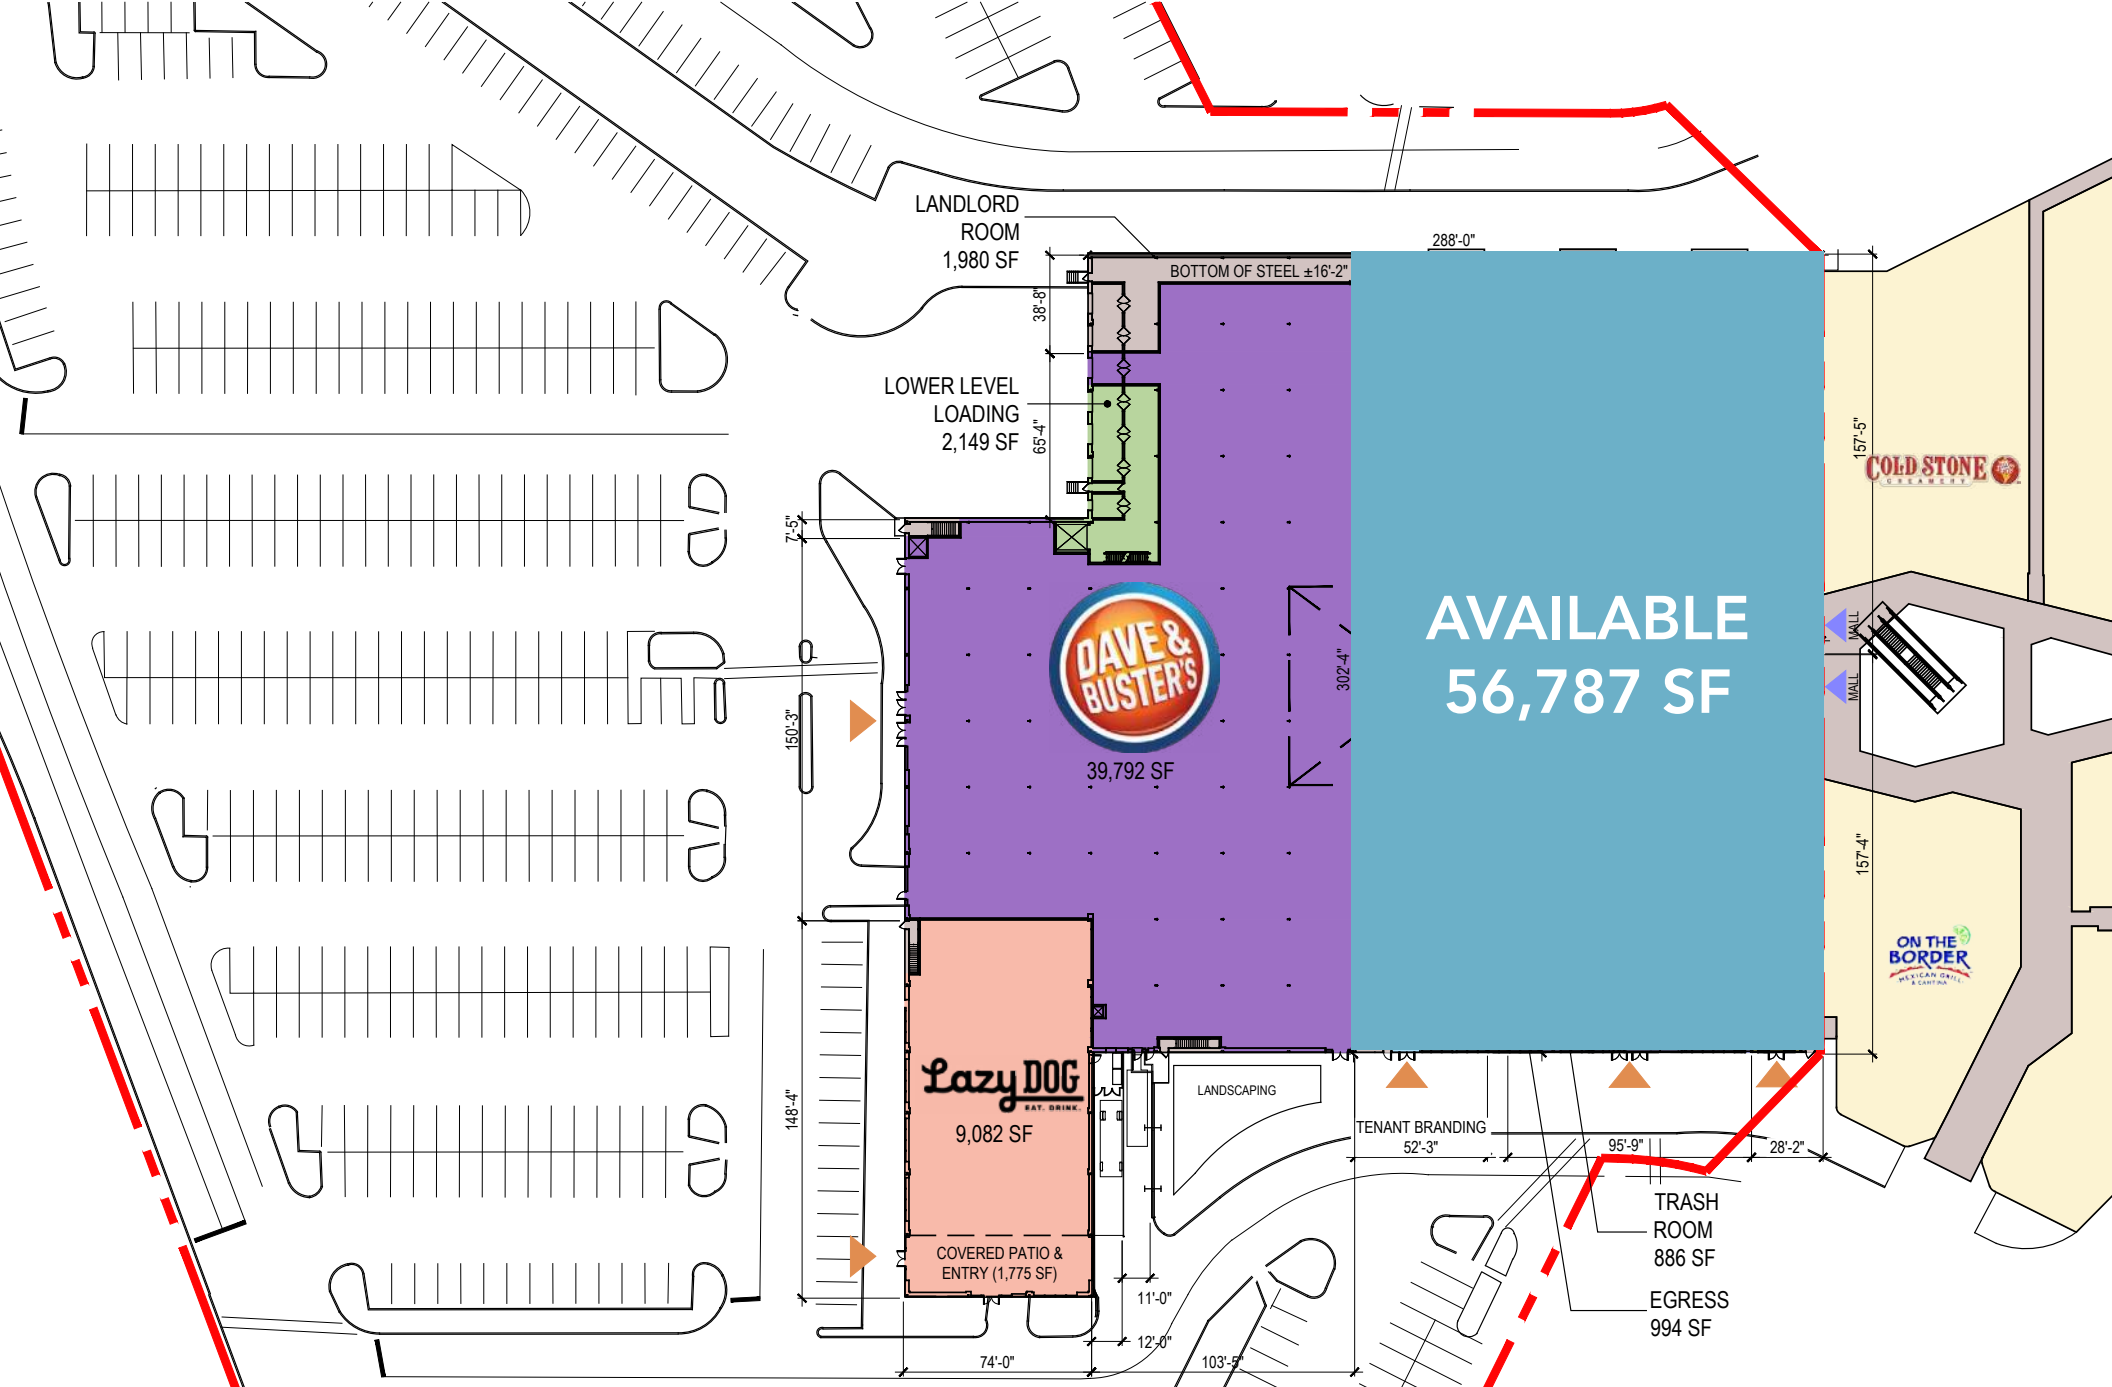 LANDLORD
ROOM
1,980 SF
288'-0"
BOTTOM OF STEEL ±16'-2"
38'-8"
LOWER LEVEL
LOADING
2,149 SF
65'-4"
157'-5"
COLD STONE
CREAMERY
7'-5"
DAVE &
BUSTER'S
39,792 SF
302'-4"
AVAILABLE
56,787 SF
MALL
MALL
150'-3"
157'-4"
ON THE
BORDER
MEXICAN GRILL
& CANTINA
Lazy DOG
EAT. DRINK.
9,082 SF
148'-4"
LANDSCAPING
TENANT BRANDING
52'-3"
95'-9"
28'-2"
TRASH
ROOM
886 SF
COVERED PATIO &
ENTRY (1,775 SF)
EGRESS
994 SF
11'-0"
12'-0"
74'-0"
103'-5"